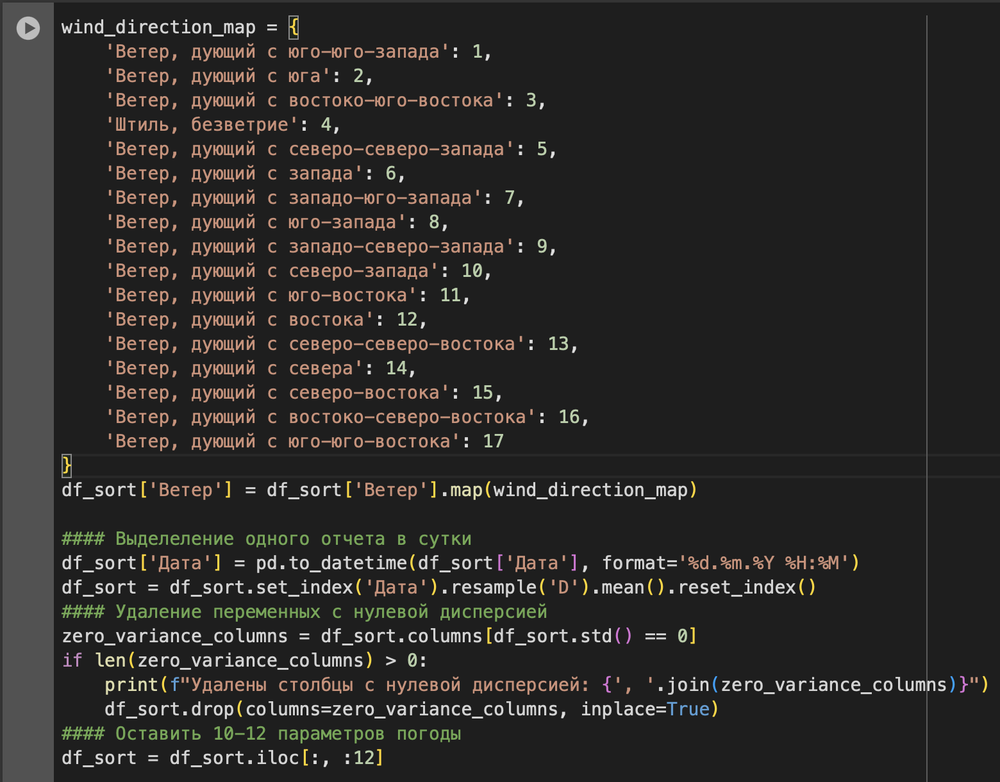 wind_direction_map = {
    'Ветер, дующий с юго-юго-запада': 1,
    'Ветер, дующий с юга': 2,
    'Ветер, дующий с востоко-юго-востока': 3,
    'Штиль, безветрие': 4,
    'Ветер, дующий с северо-северо-запада': 5,
    'Ветер, дующий с запада': 6,
    'Ветер, дующий с западо-юго-запада': 7,
    'Ветер, дующий с юго-запада': 8,
    'Ветер, дующий с западо-северо-запада': 9,
    'Ветер, дующий с северо-запада': 10,
    'Ветер, дующий с юго-востока': 11,
    'Ветер, дующий с востока': 12,
    'Ветер, дующий с северо-северо-востока': 13,
    'Ветер, дующий с севера': 14,
    'Ветер, дующий с северо-востока': 15,
    'Ветер, дующий с востоко-северо-востока': 16,
    'Ветер, дующий с юго-юго-востока': 17
}
df_sort['Ветер'] = df_sort['Ветер'].map(wind_direction_map)

#### Выделеление одного отчета в сутки
df_sort['Дата'] = pd.to_datetime(df_sort['Дата'], format='%d.%m.%Y %H:%M')
df_sort = df_sort.set_index('Дата').resample('D').mean().reset_index()
#### Удаление переменных с нулевой дисперсией
zero_variance_columns = df_sort.columns[df_sort.std() == 0]
if len(zero_variance_columns) > 0:
    print(f"Удалены столбцы с нулевой дисперсией: {', '.join(zero_variance_columns)}")
    df_sort.drop(columns=zero_variance_columns, inplace=True)
#### Оставить 10-12 параметров погоды
df_sort = df_sort.iloc[:, :12]